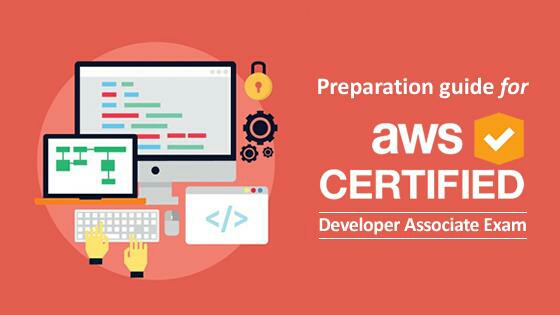 Preparation guide for
aws
CERTIFIED
Developer Associate Exam
</>